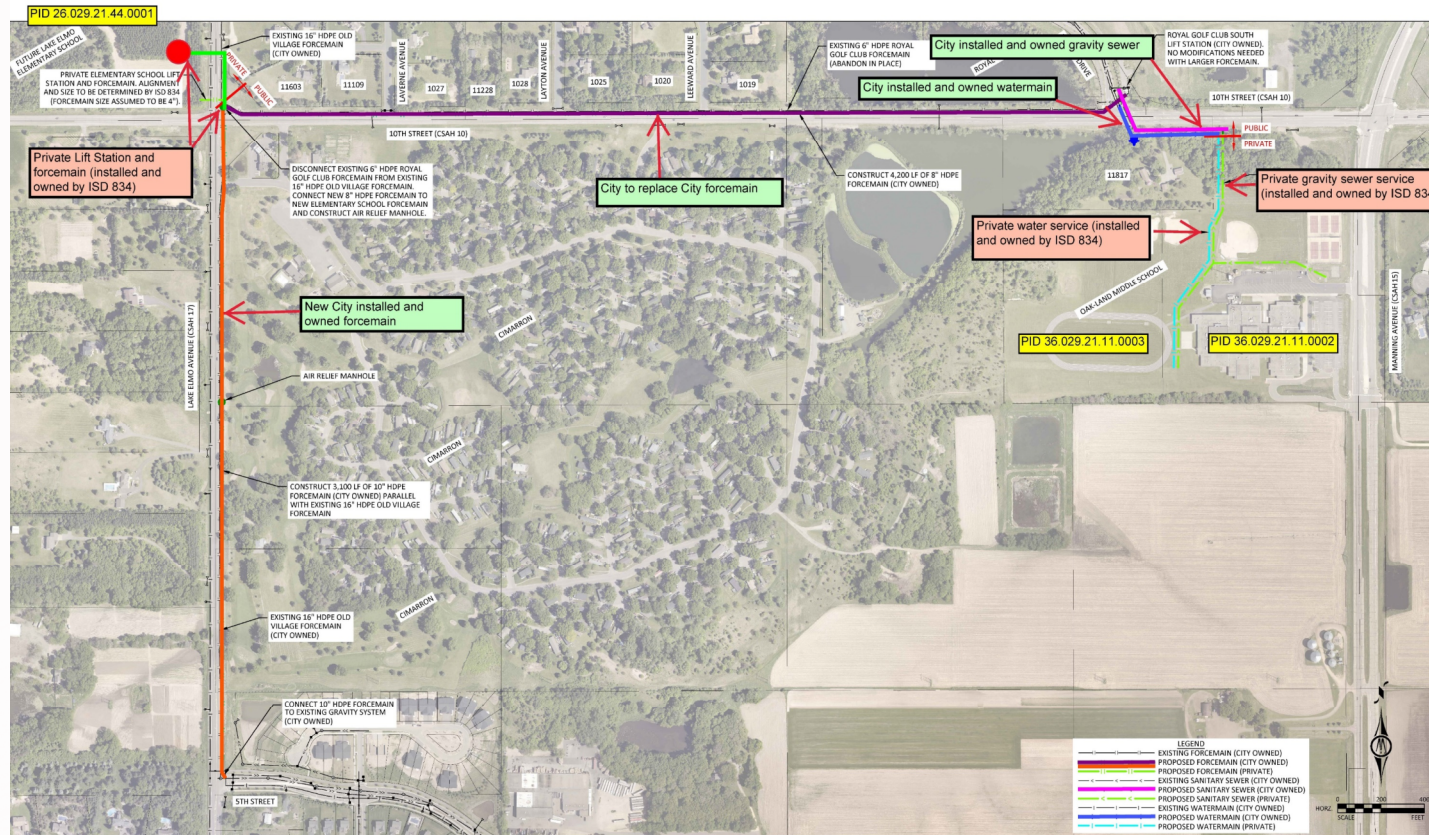 PID 26.029.21.44.0001
FUTURE LAKE ELMO
ELEMENTARY SCHOOL
EXISTING 16" HDPE OLD
VILLAGE FORCEMAIN
(CITY OWNED)
PRIVATE ELEMENTARY SCHOOL LIFT
STATION AND FORCEMAIN. ALIGNMENT
AND SIZE TO BE DETERMINED BY ISD 834
(FORCEMAIN SIZE ASSUMED TO BE 4").
PRIVATE
PUBLIC
11603
11109
LAVERNE AVENUE
1027
11228
1028
LAYTON AVENUE
1025
1020
LEEWARD AVENUE
1019
EXISTING 6" HDPE ROYAL
GOLF CLUB FORCEMAIN
(ABANDON IN PLACE)
City installed and owned gravity sewer
ROYAL
DRIVE
City installed and owned watermain
ROYAL GOLF CLUB SOUTH
LIFT STATION (CITY OWNED).
NO MODIFICATIONS NEEDED
WITH LARGER FORCEMAIN.
10TH STREET (CSAH 10)
10TH STREET (CSAH 10)
PUBLIC
PRIVATE
Private Lift Station and
forcemain (installed and
owned by ISD 834)
DISCONNECT EXISTING 6" HDPE ROYAL
GOLF CLUB FORCEMAIN FROM EXISTING
16" HDPE OLD VILLAGE FORCEMAIN.
CONNECT NEW 8" HDPE FORCEMAIN TO
NEW ELEMENTARY SCHOOL FORCEMAIN
AND CONSTRUCT AIR RELIEF MANHOLE.
City to replace City forcemain
CONSTRUCT 4,200 LF OF 8" HDPE
FORCEMAIN (CITY OWNED)
11817
Private gravity sewer service
(installed and owned by ISD 83
Private water service (installed
and owned by ISD 834)
OAK-LAND MIDDLE SCHOOL
MANNING AVENUE (CSAH 15)
PID 36.029.21.11.0003
PID 36.029.21.11.0002
New City installed and
owned forcemain
CIMARRON
LAKE ELMO AVENUE (CSAH 17)
AIR RELIEF MANHOLE
CIMARRON
CONSTRUCT 3,100 LF OF 10" HDPE
FORCEMAIN (CITY OWNED) PARALLEL
WITH EXISTING 16" HDPE OLD VILLAGE
FORCEMAIN
CIMARRON
EXISTING 16" HDPE OLD
VILLAGE FORCEMAIN
(CITY OWNED)
CONNECT 10" HDPE FORCEMAIN
TO EXISTING GRAVITY SYSTEM
(CITY OWNED)
5TH STREET
LEGEND
EXISTING FORCEMAIN (CITY OWNED)
PROPOSED FORCEMAIN (CITY OWNED)
PROPOSED FORCEMAIN (PRIVATE)
EXISTING SANITARY SEWER (CITY OWNED)
PROPOSED SANITARY SEWER (CITY OWNED)
PROPOSED SANITARY SEWER (PRIVATE)
EXISTING WATERMAIN (CITY OWNED)
PROPOSED WATERMAIN (CITY OWNED)
PROPOSED WATERMAIN (PRIVATE)
0 200 400
HORZ.
SCALE FEET